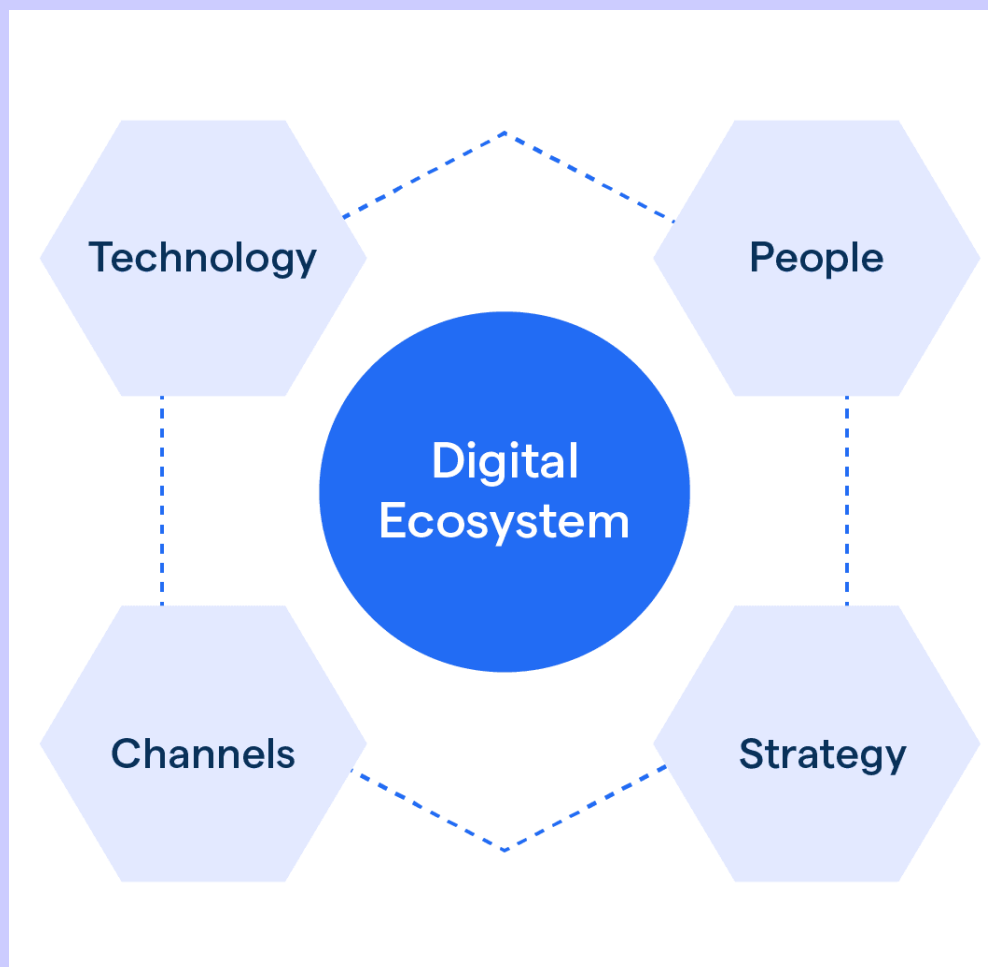 Technology
People
Digital
Ecosystem
Channels
Strategy